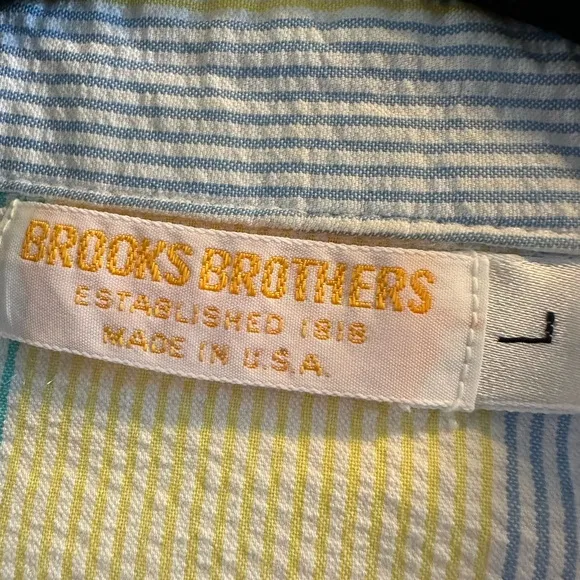 BROOKS BROTHERS
ESTABLISHED 1818
MADE IN U.S.A.
L